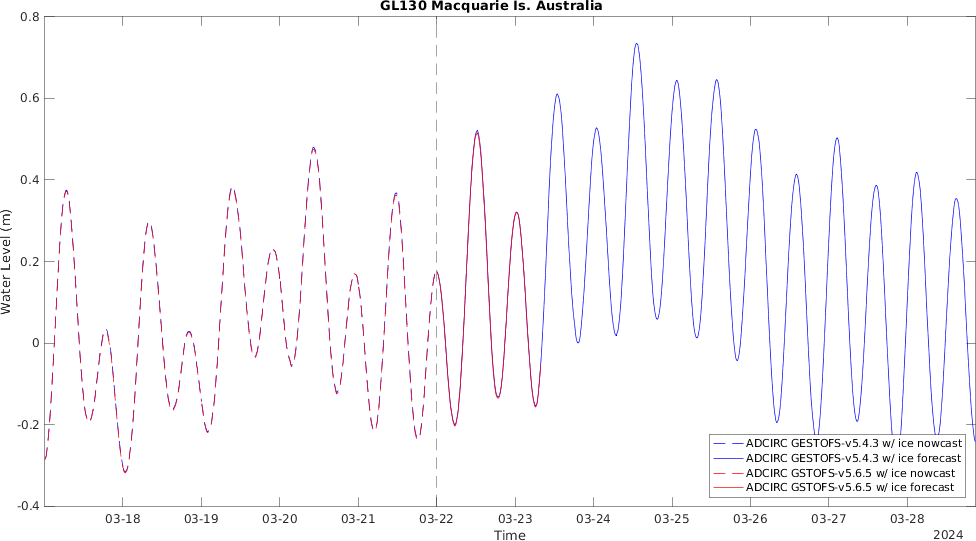 GL130 Macquarie Is. Australia
0.8
0.6
0.4
0.2
0
-0.2
-0.4
Water Level (m)
03-18 03-19 03-20 03-21 03-22 03-23 03-24 03-25 03-26 03-27 03-28
Time
2024
ADCIRC GESTOFS-v5.4.3 w/ ice nowcast
ADCIRC GESTOFS-v5.4.3 w/ ice forecast
ADCIRC GSTOFS-v5.6.5 w/ ice nowcast
ADCIRC GSTOFS-v5.6.5 w/ ice forecast